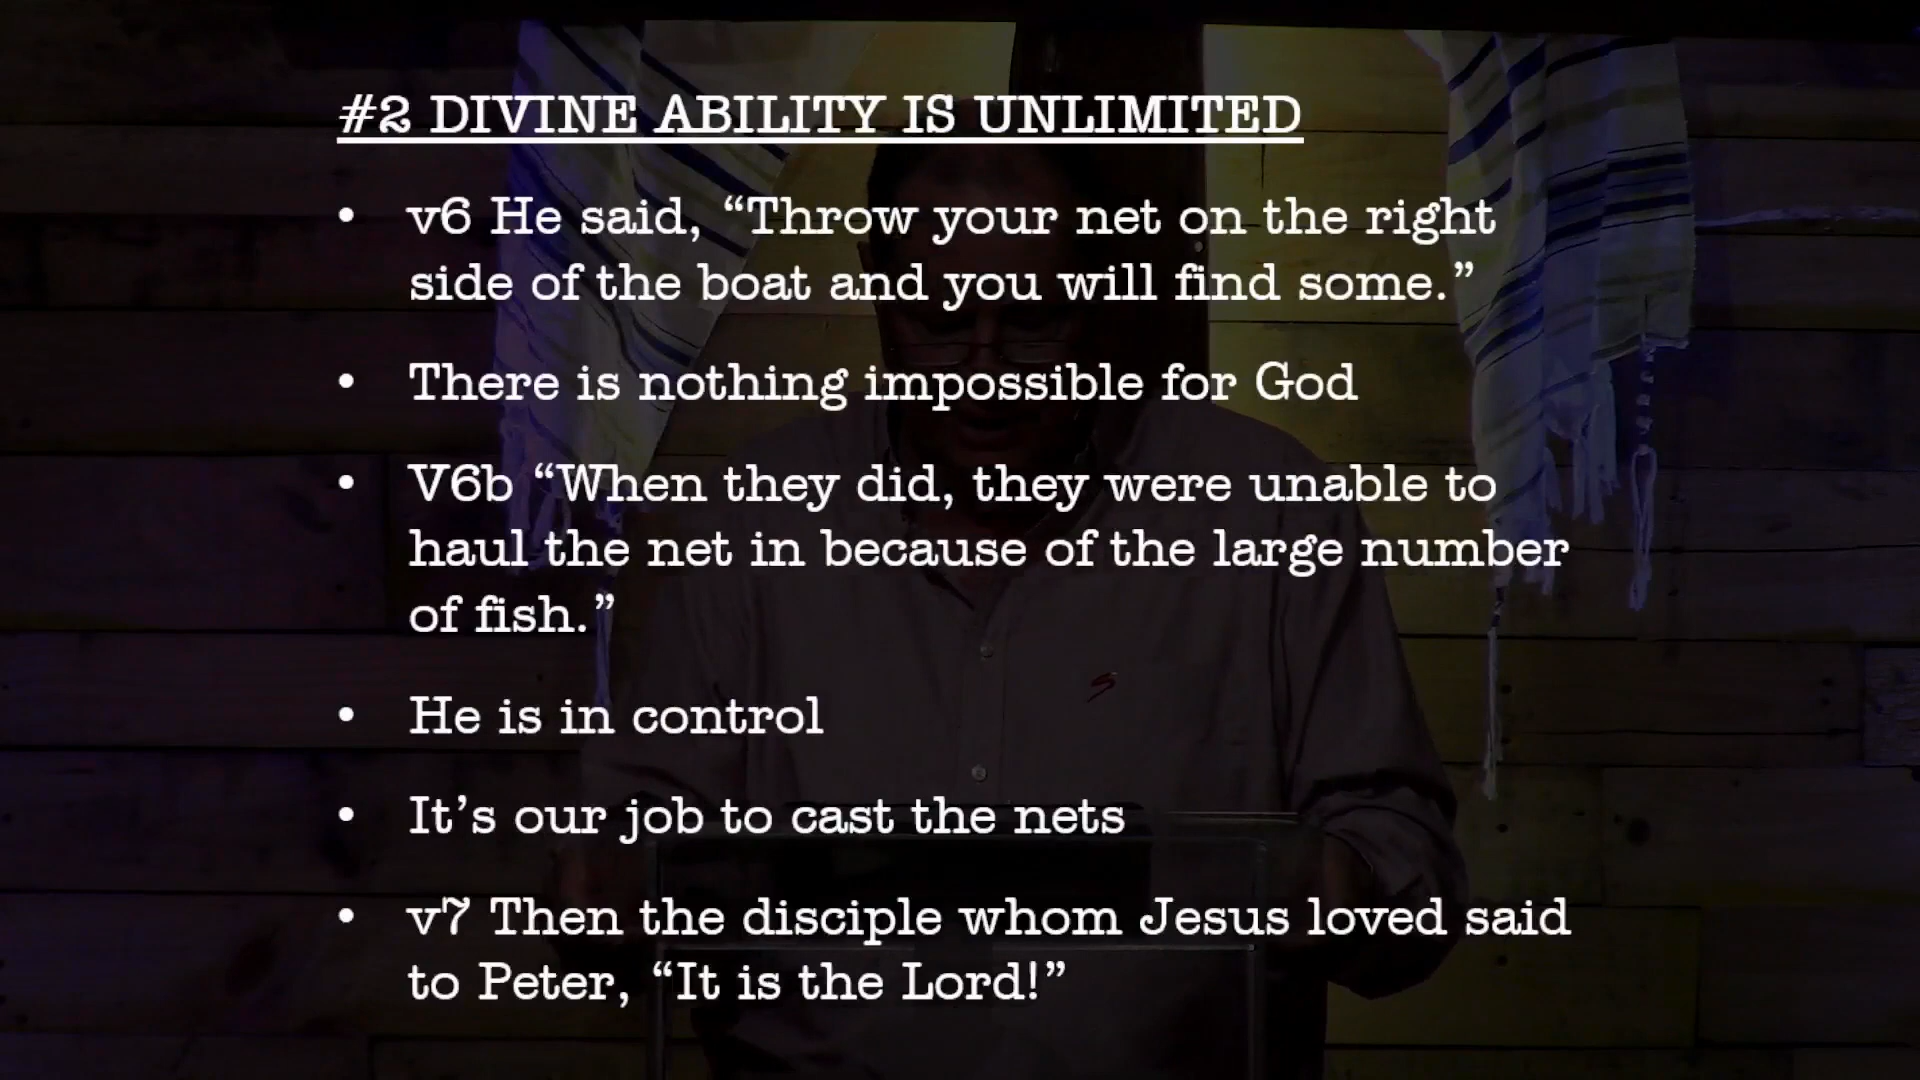 #2 DIVINE ABILITY IS UNLIMITED
• v6 He said, “Throw your net on the right
side of the boat and you will find some.”
• There is nothing impossible for God
• V6b “When they did, they were unable to
haul the net in because of the large number
of fish.”
• He is in control
• It’s our job to cast the nets
• v7 Then the disciple whom Jesus loved said
to Peter, “It is the Lord!”